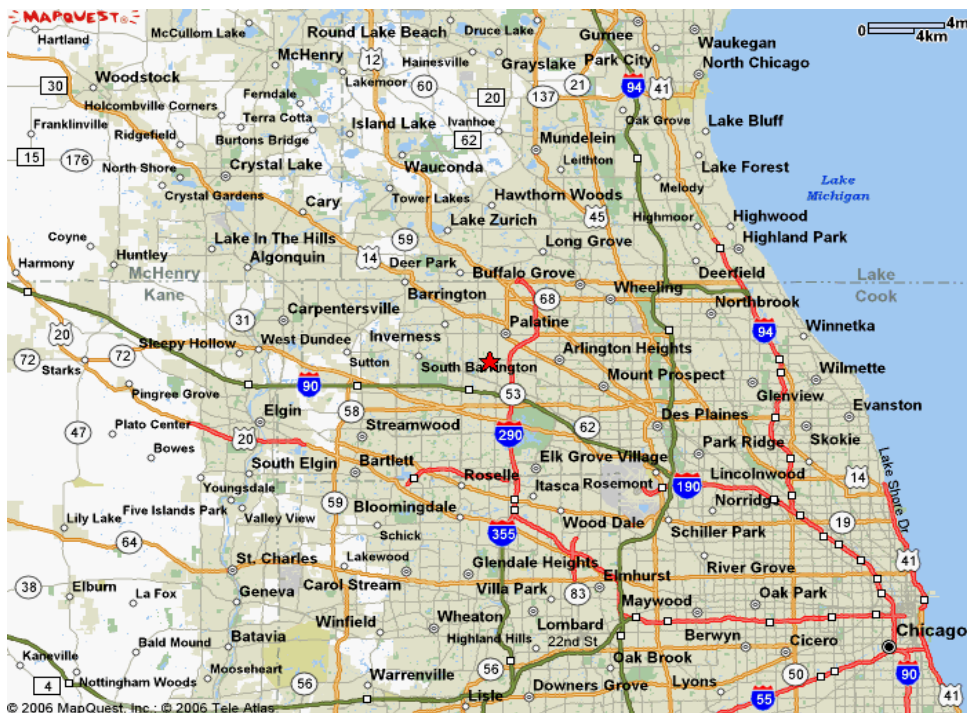 MAPQUEST
McCullom Lake
Round Lake Beach
Druce Lake
Gurnee
4m
0
4km
Hartland
McHenry
12
Hainesville
Grayslake
Park City
Waukegan
North Chicago
Woodstock
Lakemoor
60
21
94
41
30
Holcombville Corners
Ferndale
20
137
Oak Grove
Franklinville
Ridgefield
Terra Cotta
Burtons Bridge
Island Lake
Ivanhoe
62
Mundelein
Lake Bluff
15
176
North Shore
Crystal Lake
Wauconda
Leithton
Lake Forest
Lake
Michigan
Crystal Gardens
Cary
Tower Lakes
Hawthorn Woods
Melody
45
Highmoor
Highwood
Coyne
Lake In The Hills
59
Lake Zurich
Long Grove
Highland Park
Harmony
Huntley
Algonquin
14
Deer Park
Buffalo Grove
Deerfield
McHenry
Kane
Lake
Cook
Carpentersville
Barrington
68
Wheeling
Northbrook
20
31
Inverness
Palatine
94
Winnetka
72
72
Sleepy Hollow
West Dundee
Sutton
Arlington Heights
Starks
90
South Barrington
Mount Prospect
Wilmette
Pingree Grove
53
Glenview
Evanston
47
Plato Center
Elgin
58
Streamwood
290
62
Des Plaines
Bowes
20
Park Ridge
Skokie
South Elgin
Bartlett
Elk Grove Village
Lincolnwood
14
Lake Shore Dr
Youngsdale
59
Roselle
Itasca
Rosemont
190
Norridge
Five Islands Park
Valley View
Bloomingdale
Wood Dale
Schiller Park
19
Lily Lake
64
Schick
355
St. Charles
Lakewood
Glendale Heights
River Grove
41
38
Elburn
La Fox
Geneva
Carol Stream
Villa Park
83
Elmhurst
Oak Park
Maywood
Winfield
Wheaton
Lombard
Chicago
Bald Mound
Batavia
Highland Hills
22nd St
Berwyn
Cicero
Kaneville
Mooseheart
56
Oak Brook
90
4
Nottingham Woods
56
Warrenville
Lisle
Downers Grove
Lyons
50
55
41
© 2006 MapQuest, Inc.; © 2006 Tele Atlas